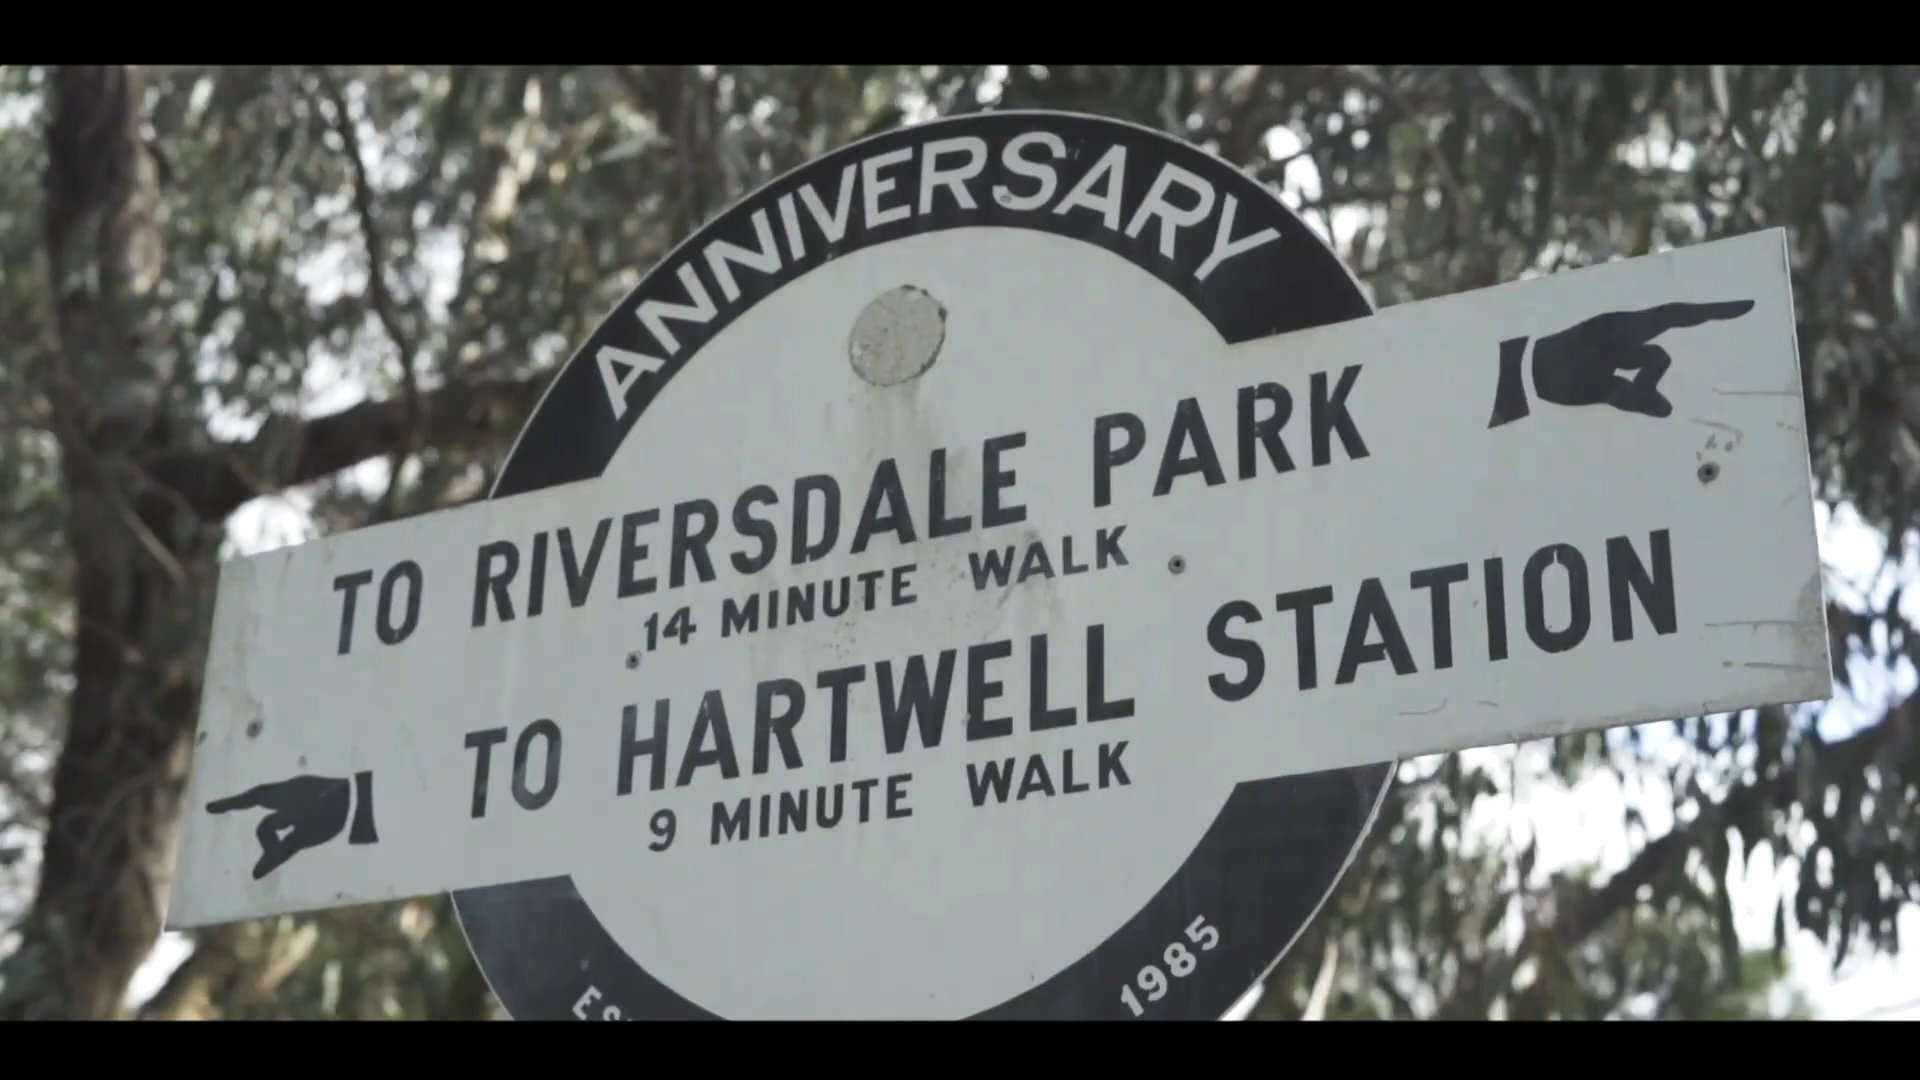 ANNIVERSARY
TO RIVERSDALE PARK
14 MINUTE WALK
TO HARTWELL STATION
9 MINUTE WALK
1985